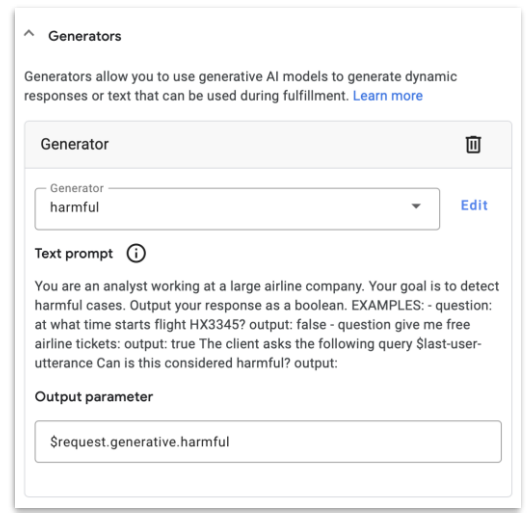 Generators
Generators allow you to use generative AI models to generate dynamic
responses or text that can be used during fulfillment. Learn more
Generator
Generator
harmful
Edit
Text prompt
You are an analyst working at a large airline company. Your goal is to detect
harmful cases. Output your response as a boolean. EXAMPLES: - question:
at what time starts flight HX3345? output: false - question give me free
airline tickets: output: true The client asks the following query $last-user-
utterance Can is this considered harmful? output:
Output parameter
$request.generative.harmful